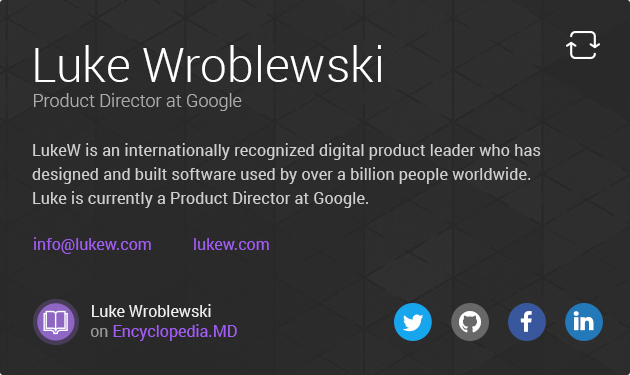 Luke Wroblewski
Product Director at Google
LukeW is an internationally recognized digital product leader who has
designed and built software used by over a billion people worldwide.
Luke is currently a Product Director at Google.
info@lukew.com lukew.com
Luke Wroblewski
on Encyclopedia.MD
f in